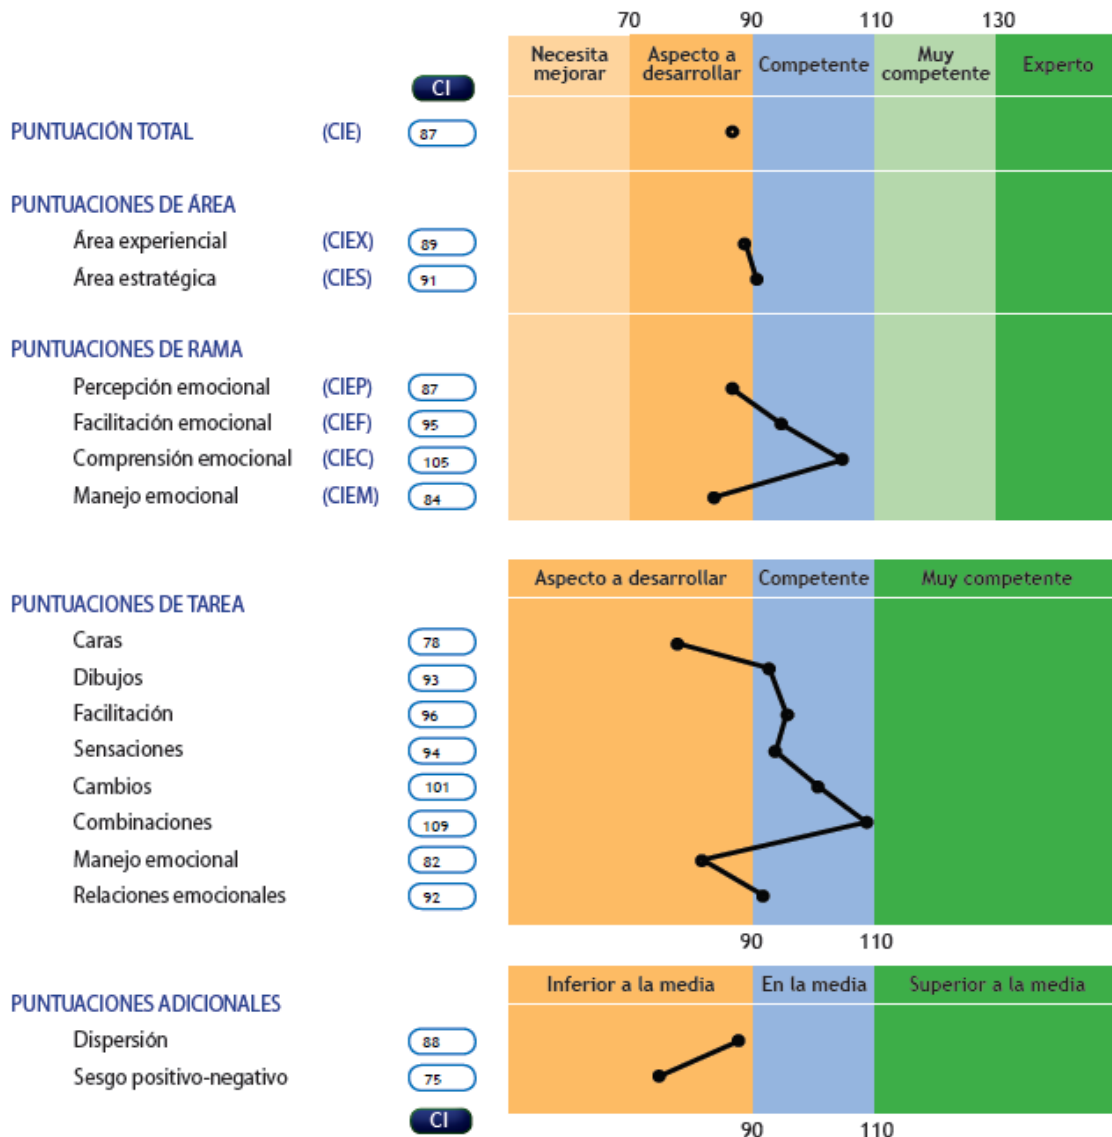 70 90 110 130
Necesita mejorar Aspecto a desarrollar Competente Muy competente Experto
CI
PUNTUACIÓN TOTAL (CIE) 87
PUNTUACIONES DE ÁREA
Área experiencial (CIEX) 89
Área estratégica (CIES) 91
PUNTUACIONES DE RAMA
Percepción emocional (CIEP) 87
Facilitación emocional (CIEF) 95
Comprensión emocional (CIEC) 105
Manejo emocional (CIEM) 84
Aspecto a desarrollar Competente Muy competente
PUNTUACIONES DE TAREA
Caras 78
Dibujos 93
Facilitación 96
Sensaciones 94
Cambios 101
Combinaciones 109
Manejo emocional 82
Relaciones emocionales 92
90 110
Inferior a la media En la media Superior a la media
PUNTUACIONES ADICIONALES
Dispersión 88
Sesgo positivo-negativo 75
CI
90 110